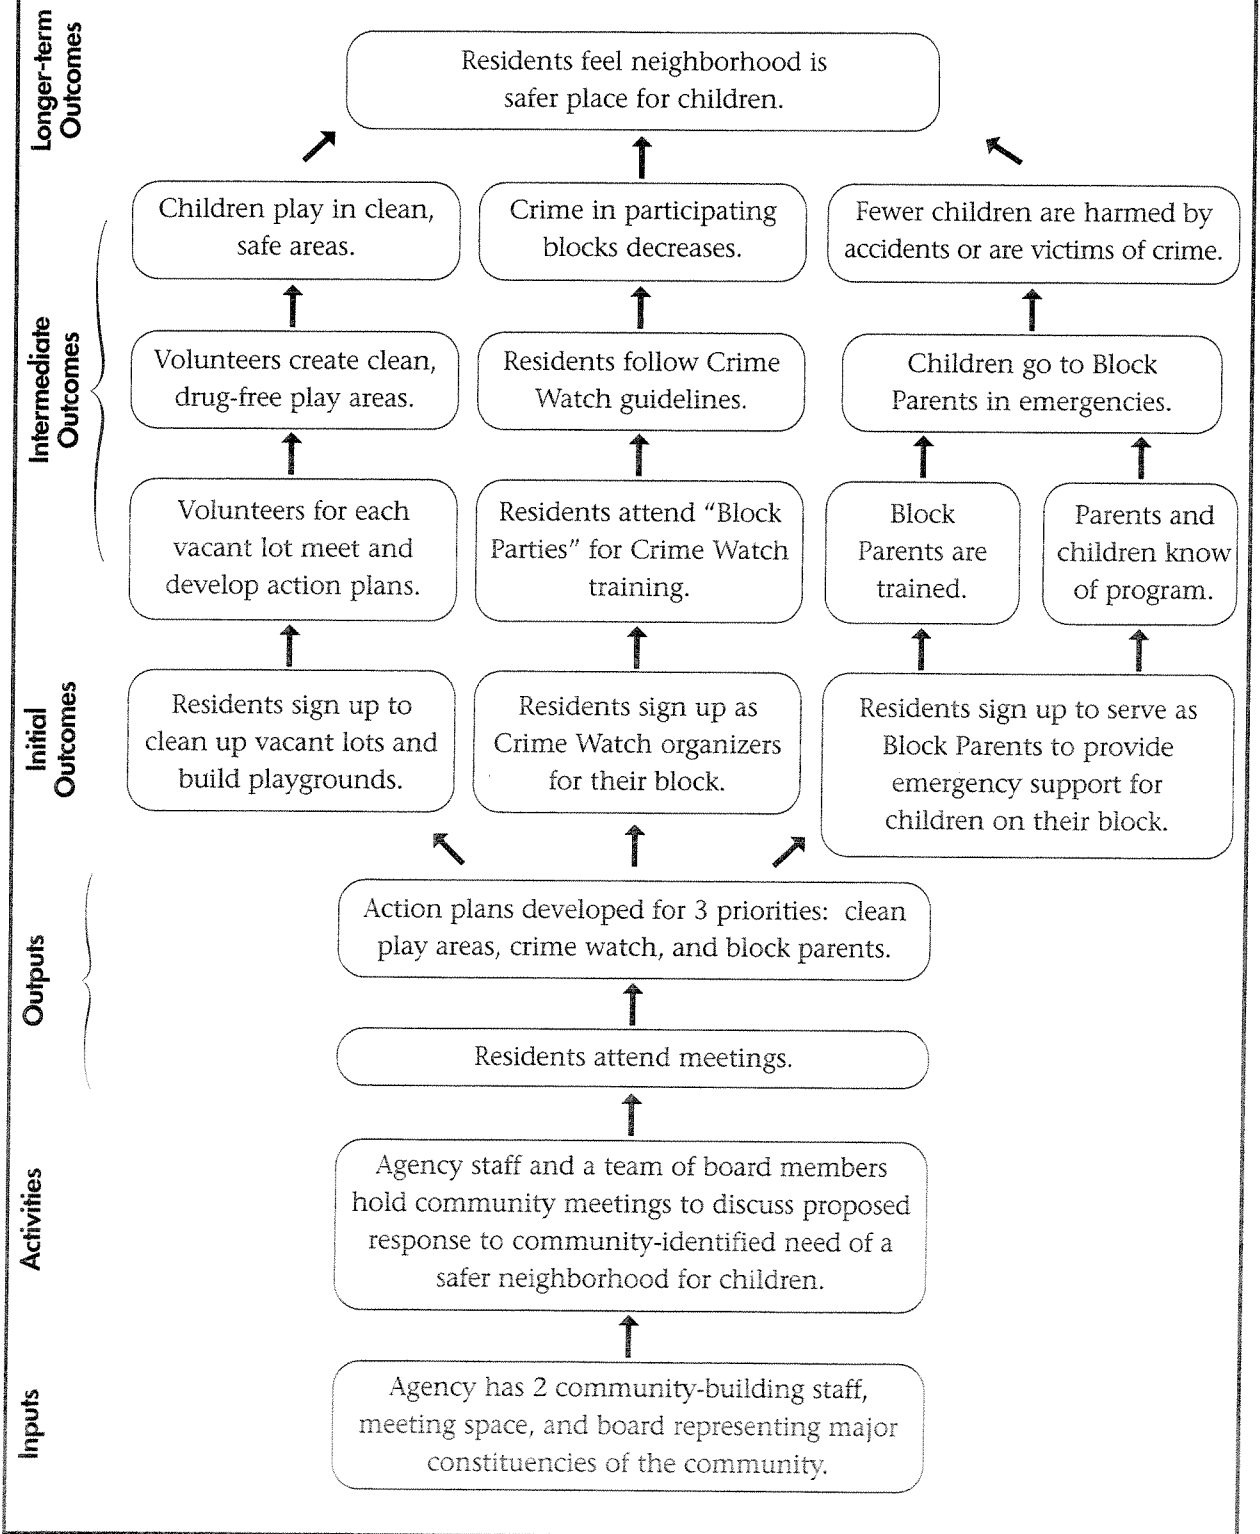 Longer-term
Outcomes
Residents feel neighborhood is
safer place for children.
Intermediate
Outcomes
Children play in clean,
safe areas.
Crime in participating
blocks decreases.
Fewer children are harmed by
accidents or are victims of crime.
Volunteers create clean,
drug-free play areas.
Residents follow Crime
Watch guidelines.
Children go to Block
Parents in emergencies.
Volunteers for each
vacant lot meet and
develop action plans.
Residents attend “Block
Parties” for Crime Watch
training.
Block
Parents are
trained.
Parents and
children know
of program.
Initial
Outcomes
Residents sign up to
clean up vacant lots and
build playgrounds.
Residents sign up as
Crime Watch organizers
for their block.
Residents sign up to serve as
Block Parents to provide
emergency support for
children on their block.
Outputs
Action plans developed for 3 priorities: clean
play areas, crime watch, and block parents.
Residents attend meetings.
Activities
Agency staff and a team of board members
hold community meetings to discuss proposed
response to community-identified need of a
safer neighborhood for children.
Inputs
Agency has 2 community-building staff,
meeting space, and board representing major
constituencies of the community.